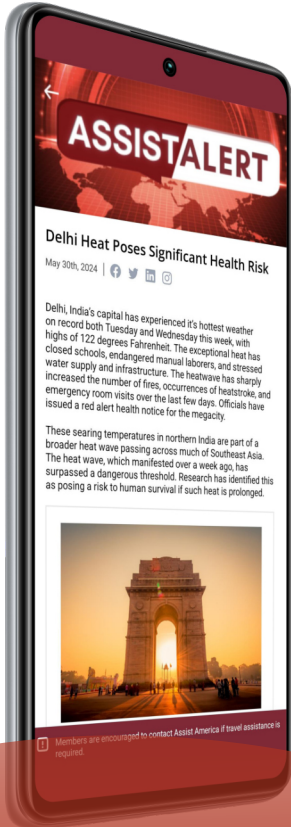 ASSISTALERT
Delhi Heat Poses Significant Health Risk
May 30th, 2024
Delhi, India's capital has experienced it's hottest weather
on record both Tuesday and Wednesday this week, with
highs of 122 degrees Fahrenheit. The exceptional heat has
closed schools, endangered manual laborers, and stressed
water supply and infrastructure. The heatwave has sharply
increased the number of fires, occurrences of heatstroke, and
emergency room visits over the last few days. Officials have
issued a red alert health notice for the megacity.
These searing temperatures in northern India are part of a
broader heat wave passing across much of Southeast Asia.
The heat wave, which manifested over a week ago, has
surpassed a dangerous threshold. Research has identified this
as posing a risk to human survival if such heat is prolonged.
Members are encouraged to contact Assist America if travel assistance is
required.